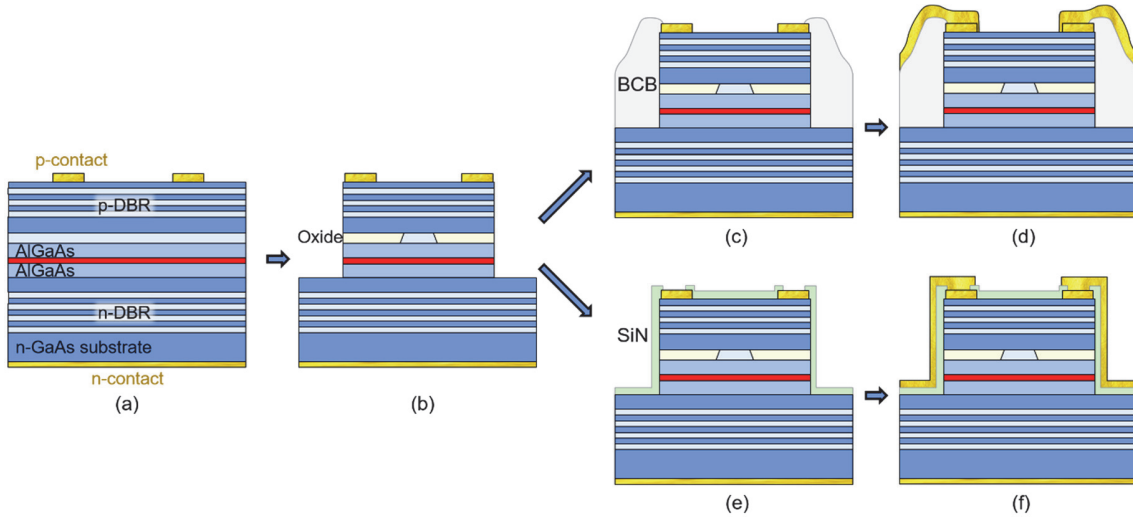 p-contact
p-DBR
AlGaAs
AlGaAs
n-DBR
n-GaAs substrate
n-contact
(a)
Oxide
(b)
BCB
(c)
(d)
SiN
(e)
(f)